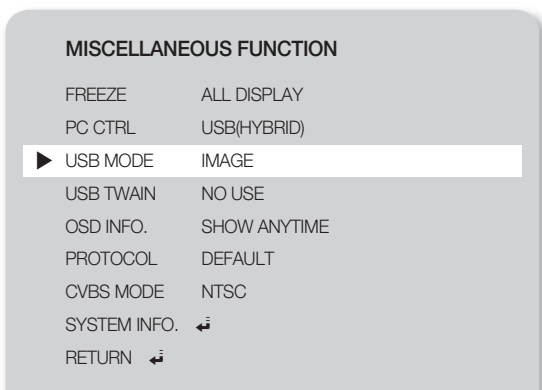 MISCELLANEOUS FUNCTION
FREEZE ALL DISPLAY
PC CTRL USB(HYBRID)
USB MODE IMAGE
USB TWAIN NO USE
OSD INFO. SHOW ANYTIME
PROTOCOL DEFAULT
CVBS MODE NTSC
SYSTEM INFO.
RETURN